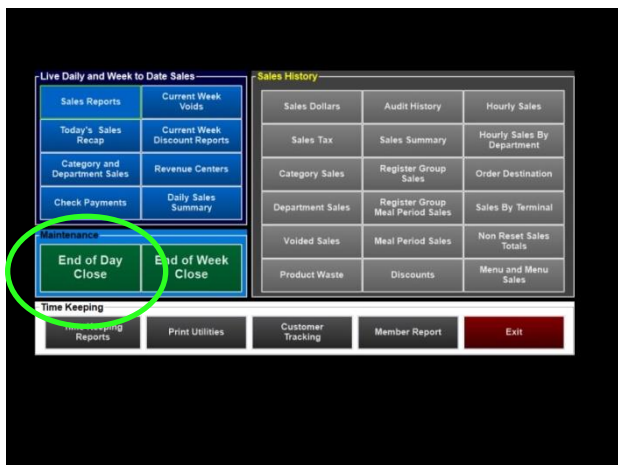 Live Daily and Week to Date Sales
Sales Reports
Current Week
Voids
Today's Sales
Recap
Current Week
Discount Reports
Category and
Department Sales
Revenue Centers
Check Payments
Daily Sales
Summary
Maintenance
End of Day
Close
End of Week
Close
Sales History
Sales Dollars
Audit History
Hourly Sales
Sales Tax
Sales Summary
Hourly Sales By
Department
Category Sales
Register Group
Sales
Order Destination
Department Sales
Register Group
Meal Period Sales
Sales By Terminal
Voided Sales
Meal Period Sales
Non Reset Sales
Totals
Product Waste
Discounts
Menu and Menu
Sales
Time Keeping
Time Keeping
Reports
Print Utilities
Customer
Tracking
Member Report
Exit